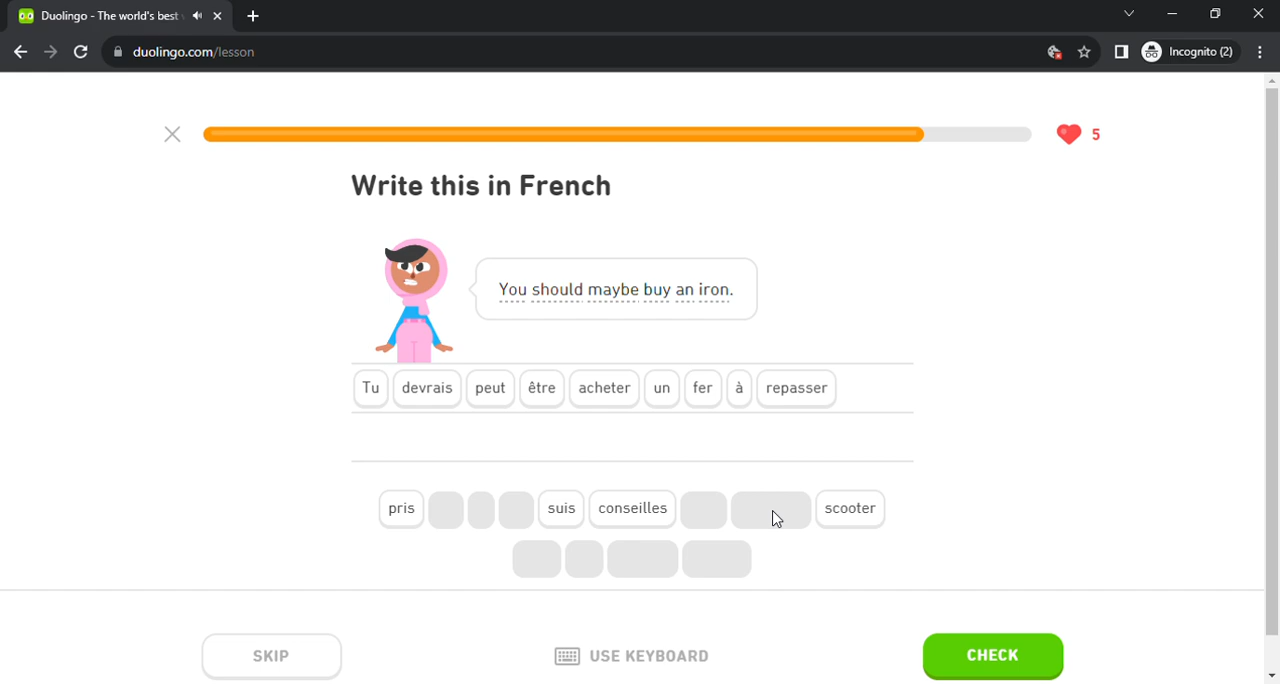 Duolingo - The world's best
duolingo.com/lesson
Incognito (2)
5
Write this in French
You should maybe buy an iron.
Tu devrais peut être acheter un fer à repasser
pris suis conseilles scooter
SKIP USE KEYBOARD CHECK